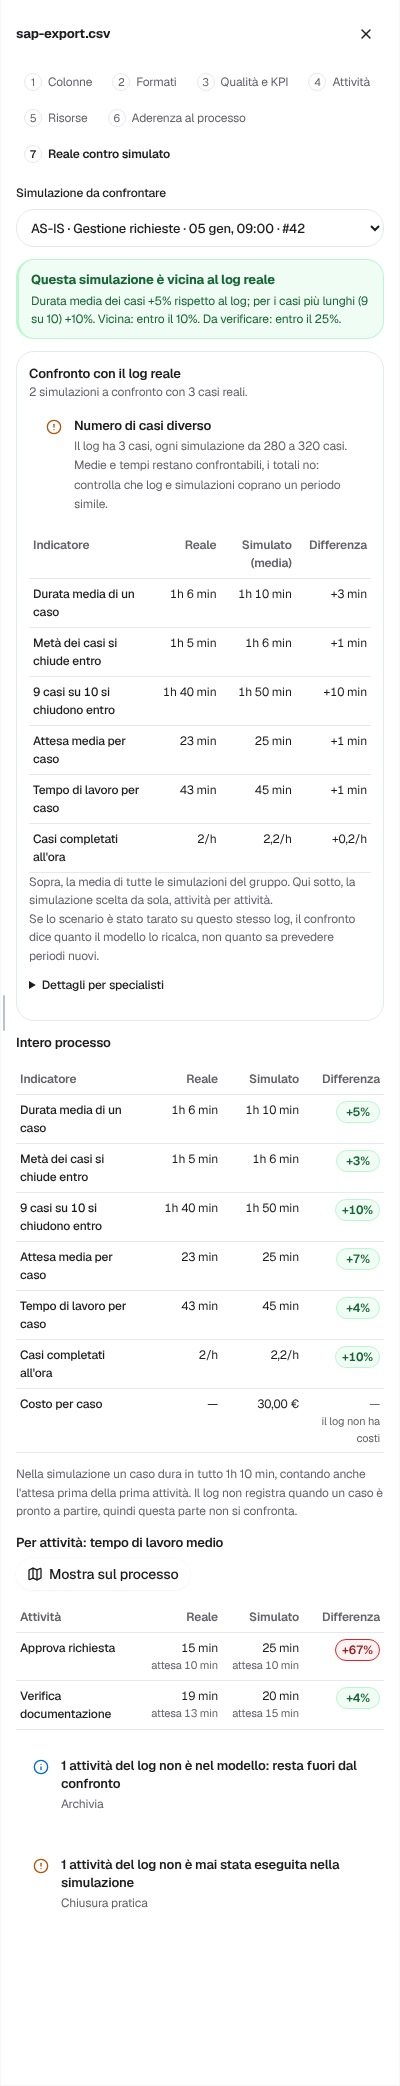 sap-export.csv
1 Colonne 2 Formati 3 Qualità e KPI 4 Attività
5 Risorse 6 Aderenza al processo
7 Reale contro simulato
Simulazione da confrontare
AS-IS · Gestione richieste · 05 gen, 09:00 · #42
Questa simulazione è vicina al log reale
Durata media dei casi +5% rispetto al log; per i casi più lunghi (9
su 10) +10%. Vicina: entro il 10%. Da verificare: entro il 25%.
Confronto con il log reale
2 simulazioni a confronto con 3 casi reali.
Numero di casi diverso
Il log ha 3 casi, ogni simulazione da 280 a 320 casi.
Medie e tempi restano confrontabili, i totali no:
controlla che log e simulazioni coprano un periodo
simile.
Indicatore Reale Simulato Differenza
(media)
Durata media di un 1h 6 min 1h 10 min +3 min
caso
Metà dei casi si 1h 5 min 1h 6 min +1 min
chiude entro
9 casi su 10 si 1h 40 min 1h 50 min +10 min
chiudono entro
Attesa media per 23 min 25 min +1 min
caso
Tempo di lavoro per 43 min 45 min +1 min
caso
Casi completati 2/h 2,2/h +0,2/h
all'ora
Sopra, la media di tutte le simulazioni del gruppo. Qui sotto, la
simulazione scelta da sola, attività per attività.
Se lo scenario è stato tarato su questo stesso log, il confronto
dice quanto il modello lo ricalca, non quanto sa prevedere
periodi nuovi.
Dettagli per specialisti
Intero processo
Indicatore Reale Simulato Differenza
Durata media di un 1h 6 min 1h 10 min +5%
caso
Metà dei casi si 1h 5 min 1h 6 min +3%
chiude entro
9 casi su 10 si 1h 40 min 1h 50 min +10%
chiudono entro
Attesa media per 23 min 25 min +7%
caso
Tempo di lavoro per 43 min 45 min +4%
caso
Casi completati 2/h 2,2/h +10%
all'ora
Costo per caso — 30,00 € —
il log non ha
costi
Nella simulazione un caso dura in tutto 1h 10 min, contando anche
l'attesa prima della prima attività. Il log non registra quando un caso è
pronto a partire, quindi questa parte non si confronta.
Per attività: tempo di lavoro medio
Mostra sul processo
Attività Reale Simulato Differenza
Approva richiesta 15 min 25 min +67%
attesa 10 min attesa 10 min
Verifica 19 min 20 min +4%
documentazione attesa 13 min attesa 15 min
1 attività del log non è nel modello: resta fuori dal
confronto
Archivia
1 attività del log non è mai stata eseguita nella
simulazione
Chiusura pratica